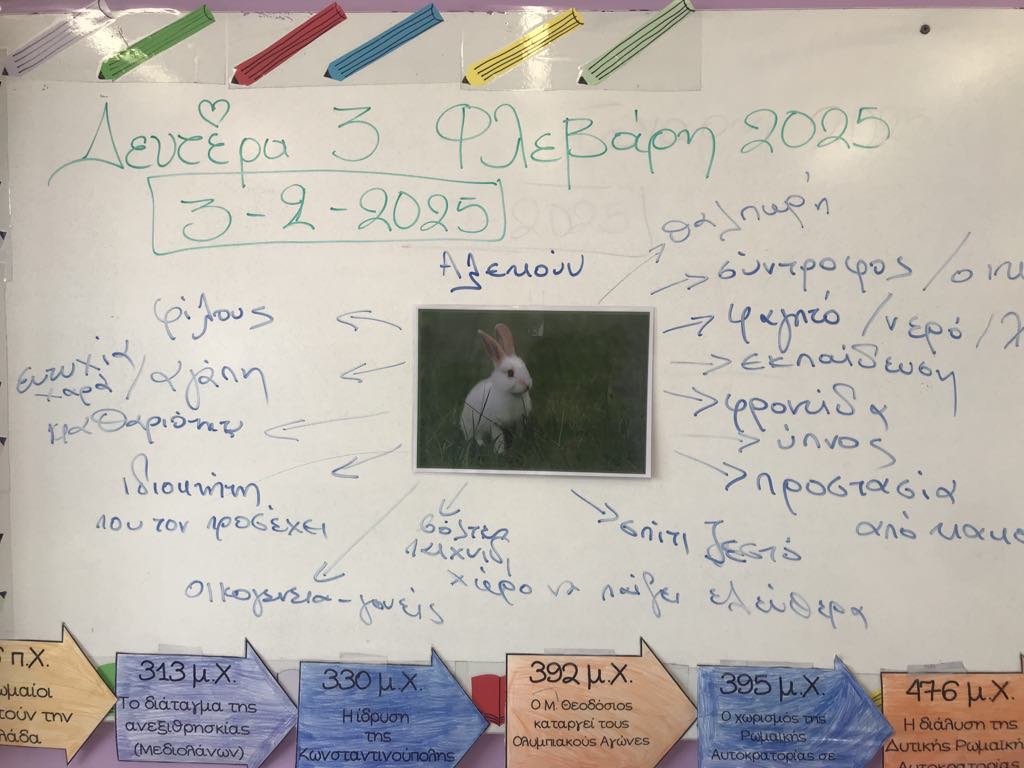 Δευτέρα 3 Φλεβάρη 2025
3-2-2025
Αλεκούν
θαλπωρή
σύντροφος /
φαγητό / νερό /
εκπαίδευση
φροντίδα
ύπνος
προστασία
από
σπίτι ζεστό
χώρο να παίζει ελεύθερα
φίλους
ευτυχία
χαρά / αγάπη
ιδιοκτήτη
που τον προσέχει
οικογένεια - γονείς
π.Χ.
313 μ.Χ.
Το διάταγμα της
ανεξιθρησκίας
(Μεδιολάνων)
330 μ.Χ.
Η ίδρυση
της
Κωνσταντινούπολης
392 μ.Χ.
Ο Μ. Θεοδόσιος
καταργεί τους
Ολυμπιακούς Αγώνες
395 μ.Χ.
Ο χωρισμός της
Ρωμαϊκής
Αυτοκρατορίας σε
476 μ.Χ.
Η διάλυση της
Δυτικής Ρωμαϊκής